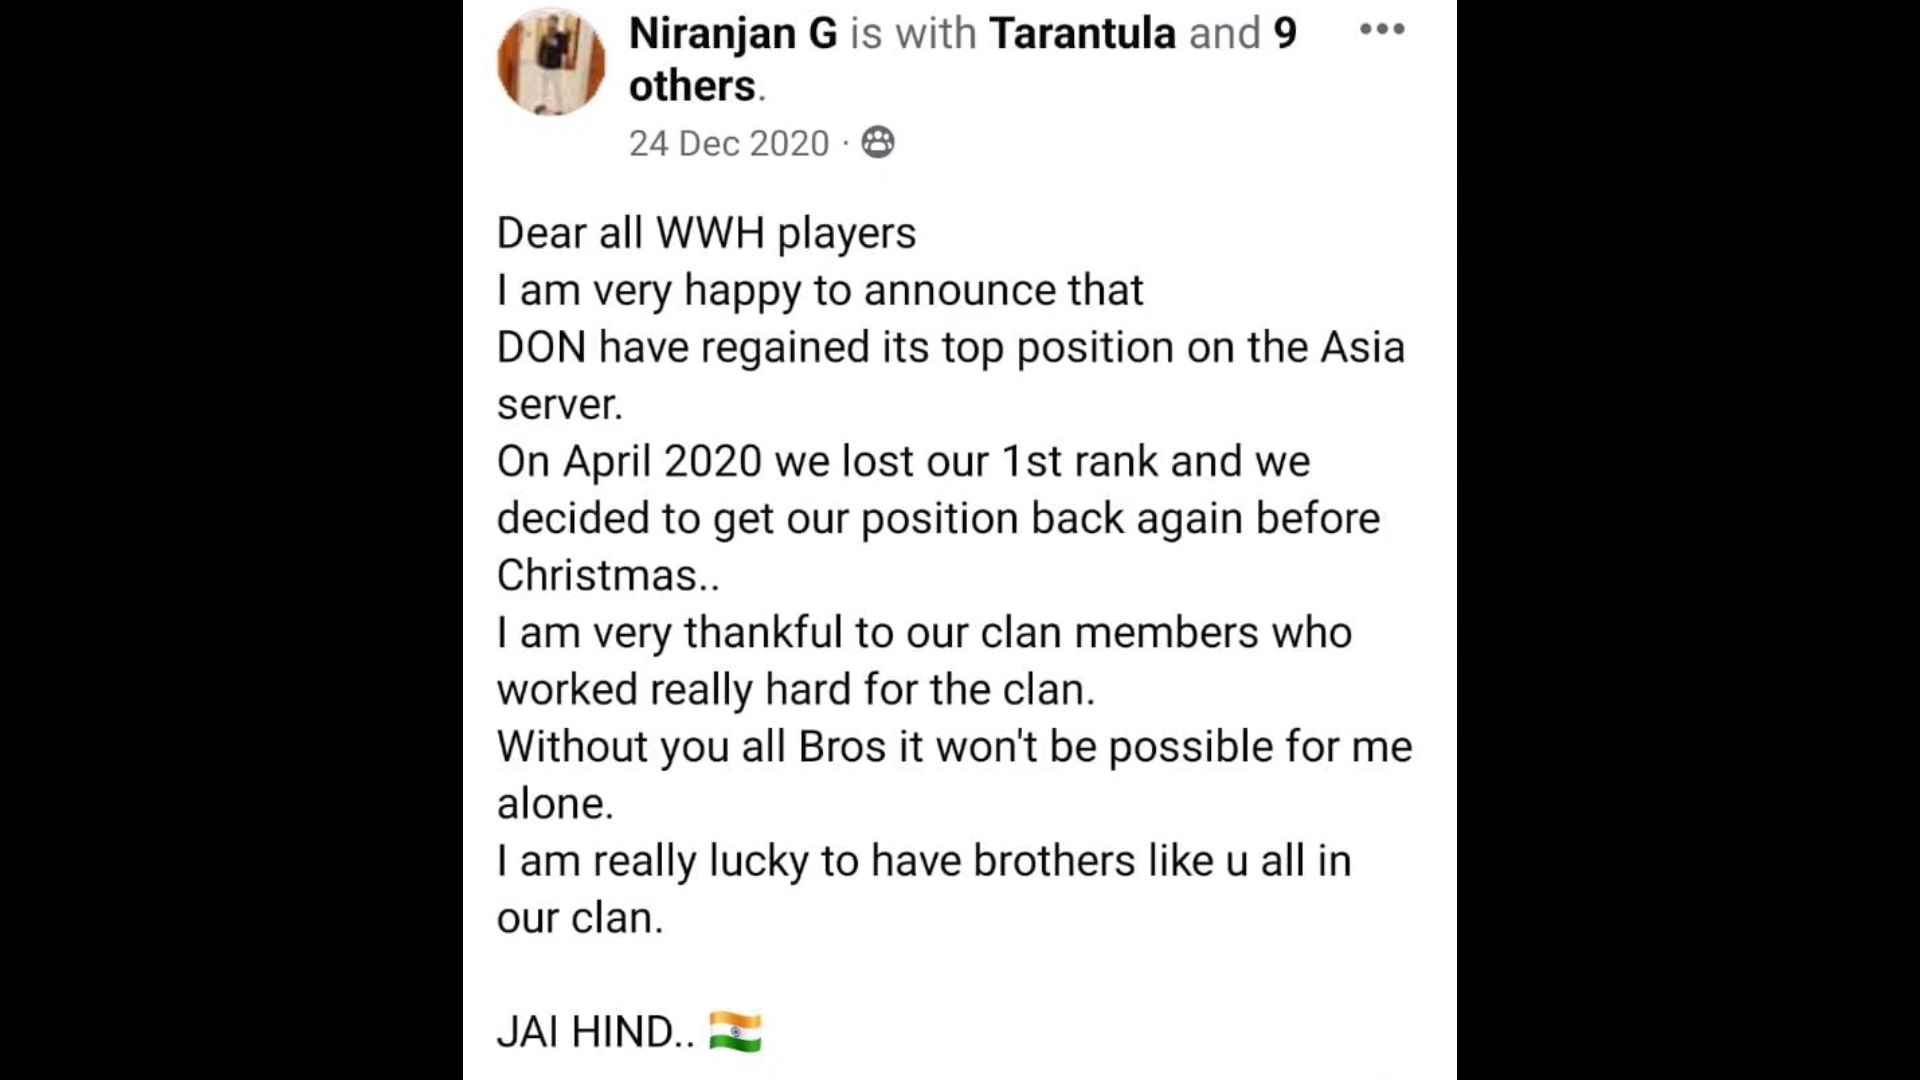 Niranjan G is with Tarantula and 9
others.
24 Dec 2020 ·
Dear all WWH players
I am very happy to announce that
DON have regained its top position on the Asia
server.
On April 2020 we lost our 1st rank and we
decided to get our position back again before
Christmas..
I am very thankful to our clan members who
worked really hard for the clan.
Without you all Bros it won't be possible for me
alone.
I am really lucky to have brothers like u all in
our clan.
JAI HIND.. 🇮🇳